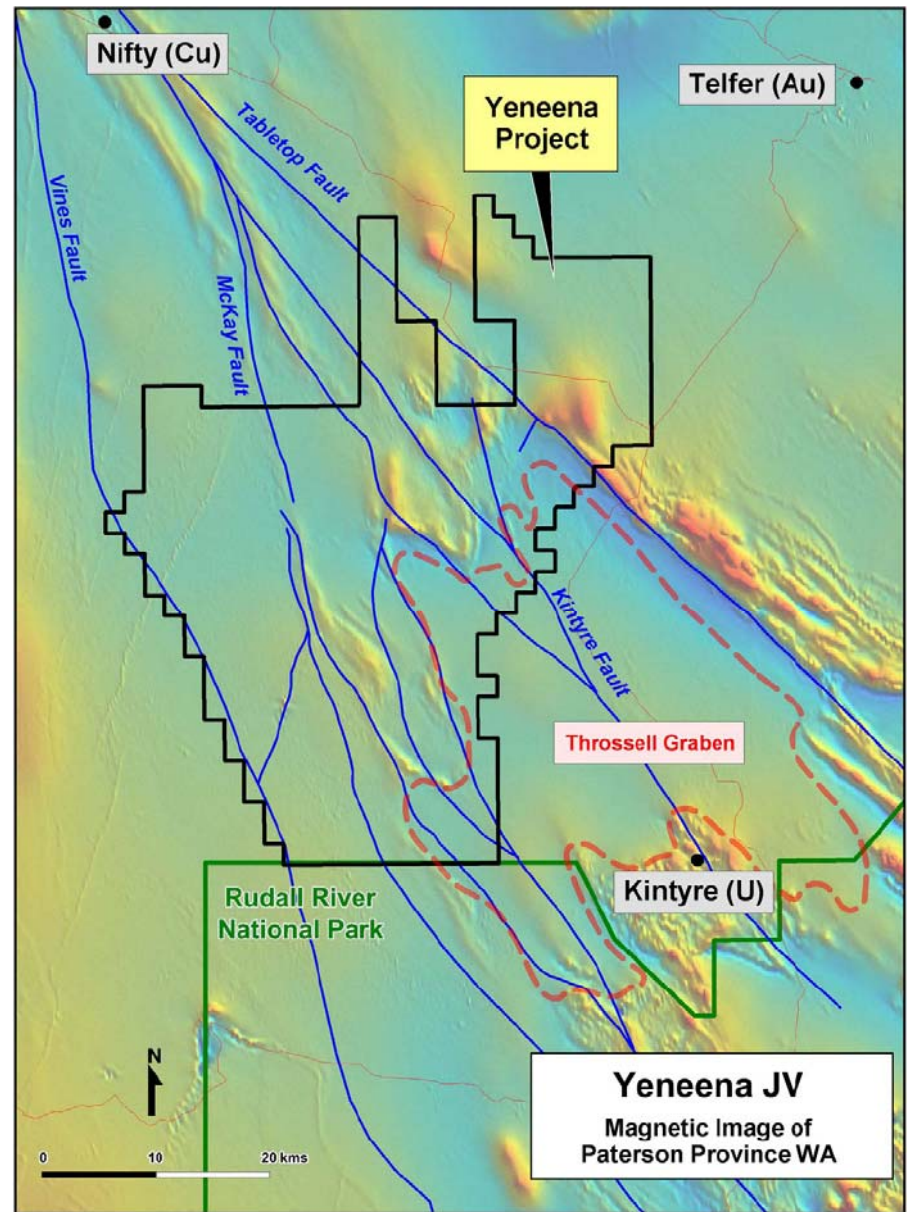 Nifty (Cu)
Telfer (Au)
Yeneena
Project
Tabletop Fault
Vines Fault
McKay Fault
Kintyre Fault
Throssell Graben
Kintyre (U)
Rudall River
National Park
N
0 10 20 kms
Yeneena JV
Magnetic Image of
Paterson Province WA